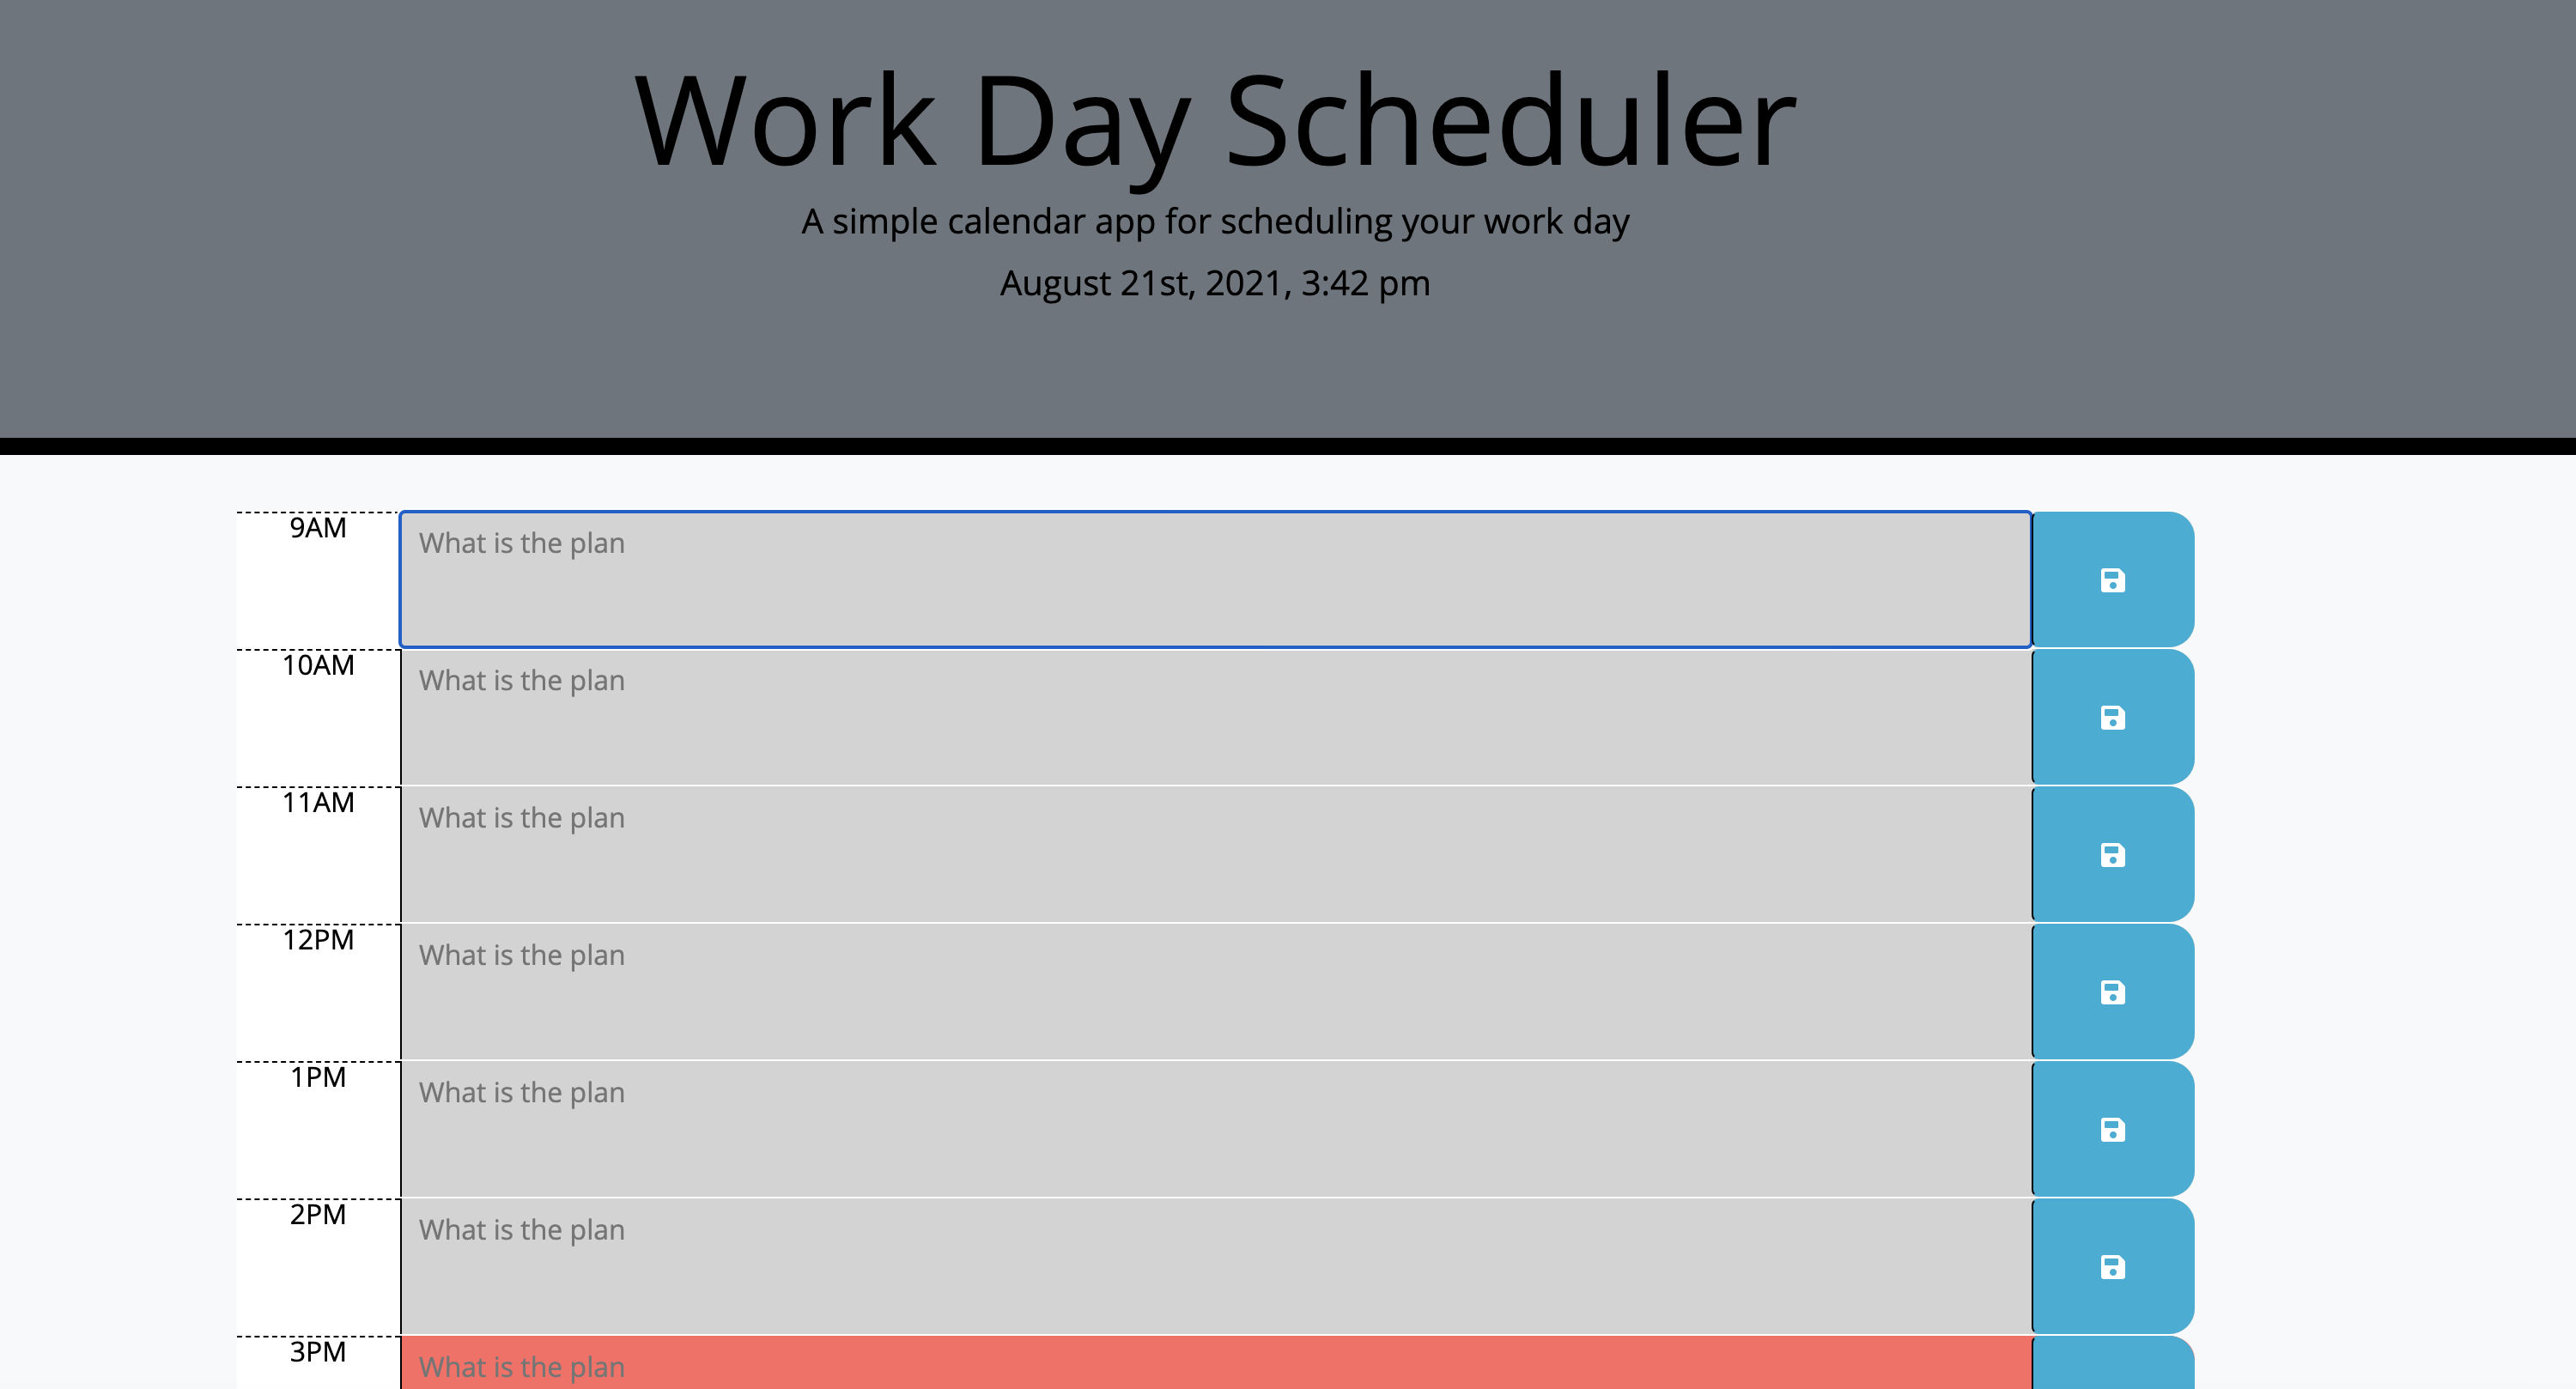 Work Day Scheduler
A simple calendar app for scheduling your work day
August 21st, 2021, 3:42 pm
9AM
What is the plan
10AM
What is the plan
11AM
What is the plan
12PM
What is the plan
1PM
What is the plan
2PM
What is the plan
3PM
What is the plan